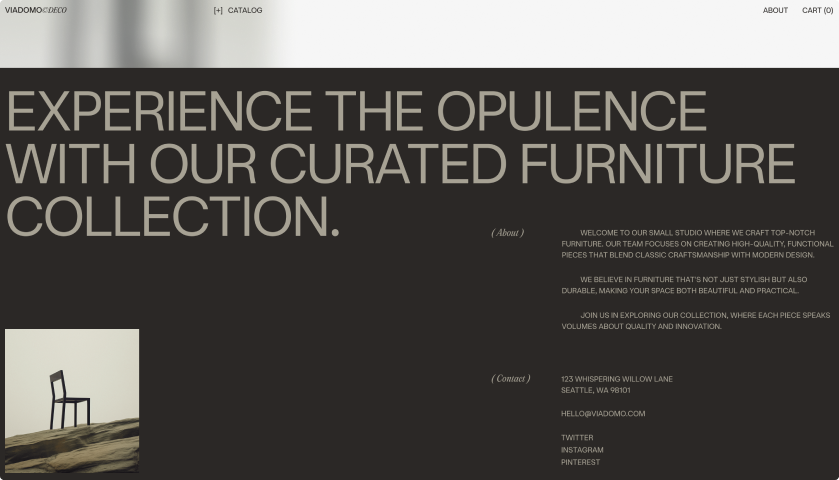 VIADOMO©DECO
[+] CATALOG
ABOUT
CART (0)
EXPERIENCE THE OPULENCE
WITH OUR CURATED FURNITURE
COLLECTION.
( About )
WELCOME TO OUR SMALL STUDIO WHERE WE CRAFT TOP-NOTCH
FURNITURE. OUR TEAM FOCUSES ON CREATING HIGH-QUALITY, FUNCTIONAL
PIECES THAT BLEND CLASSIC CRAFTSMANSHIP WITH MODERN DESIGN.
WE BELIEVE IN FURNITURE THAT'S NOT JUST STYLISH BUT ALSO
DURABLE, MAKING YOUR SPACE BOTH BEAUTIFUL AND PRACTICAL.
JOIN US IN EXPLORING OUR COLLECTION, WHERE EACH PIECE SPEAKS
VOLUMES ABOUT QUALITY AND INNOVATION.
( Contact )
123 WHISPERING WILLOW LANE
SEATTLE, WA 98101
HELLO@VIADOMO.COM
TWITTER
INSTAGRAM
PINTEREST